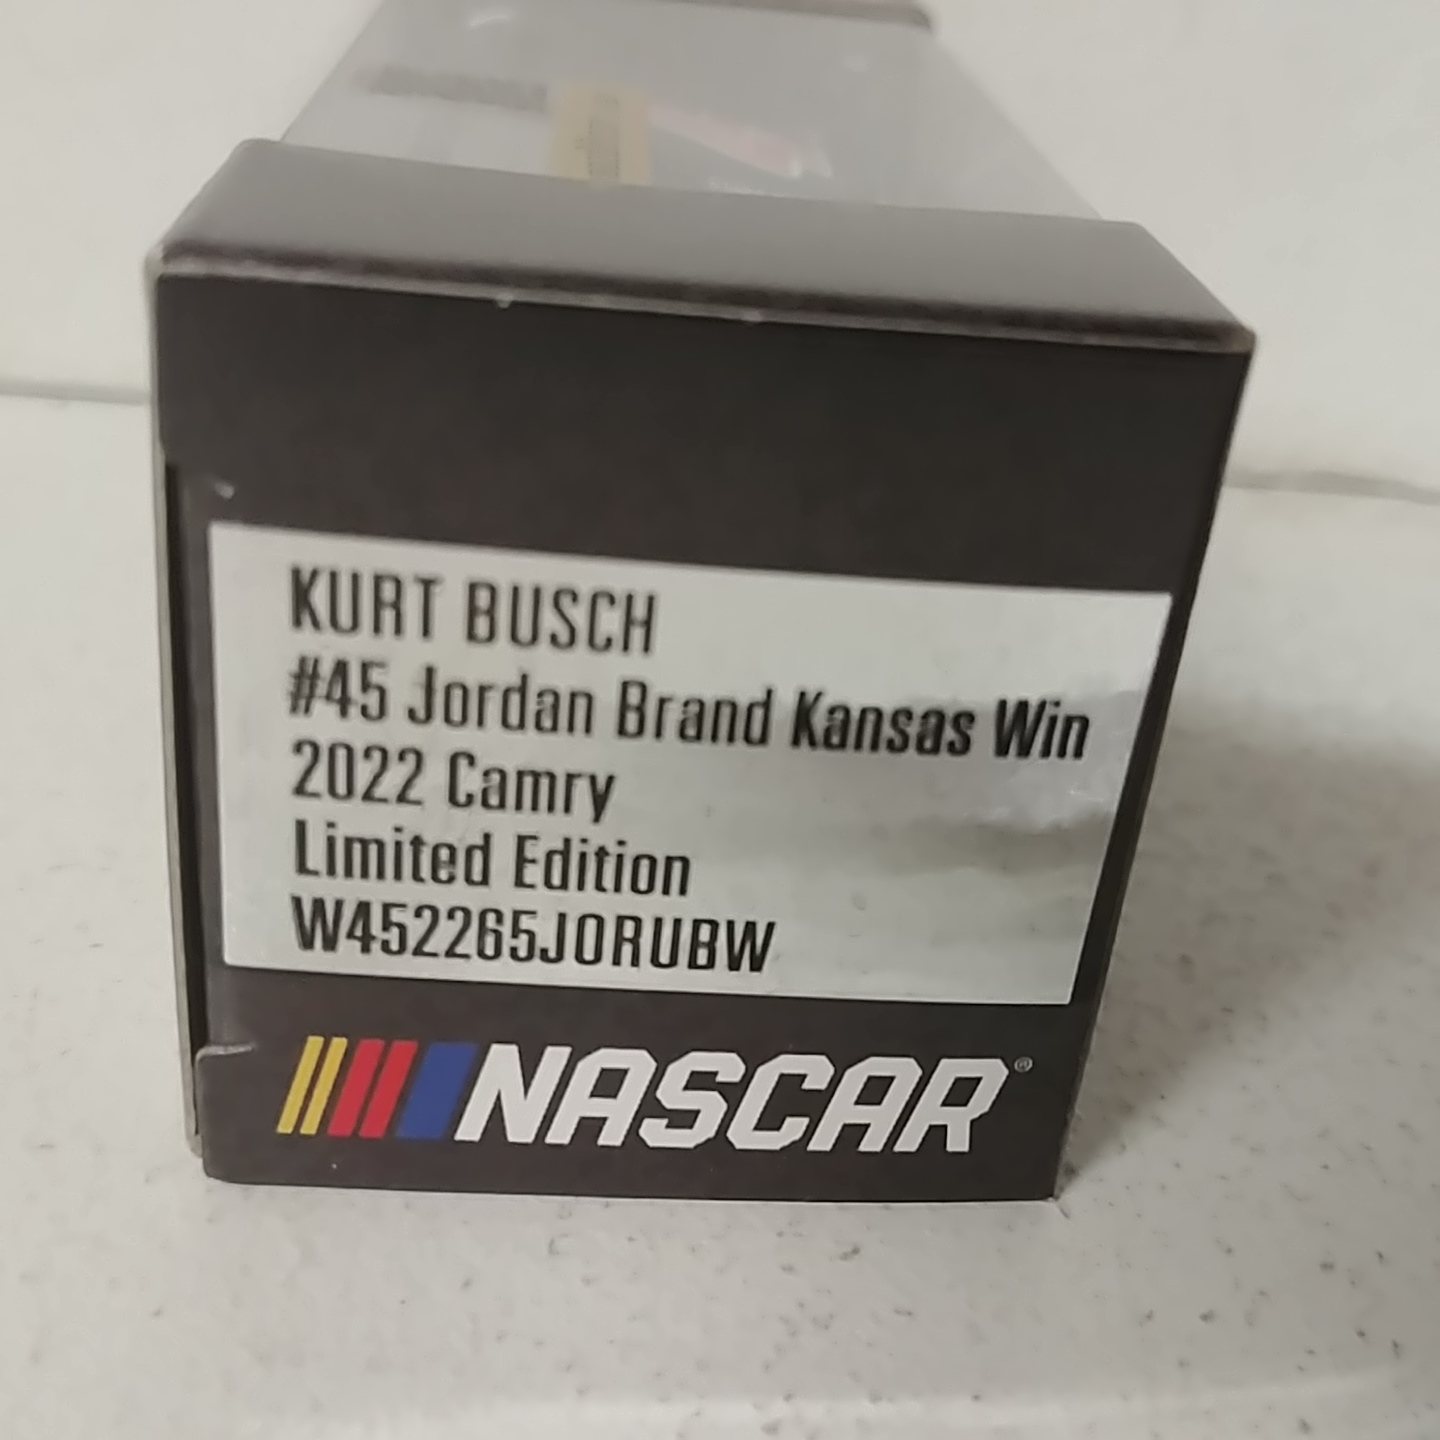 KURT BUSCH
#45 Jordan Brand Kansas Win
2022 Camry
Limited Edition
W452265JORUBW
NASCAR®